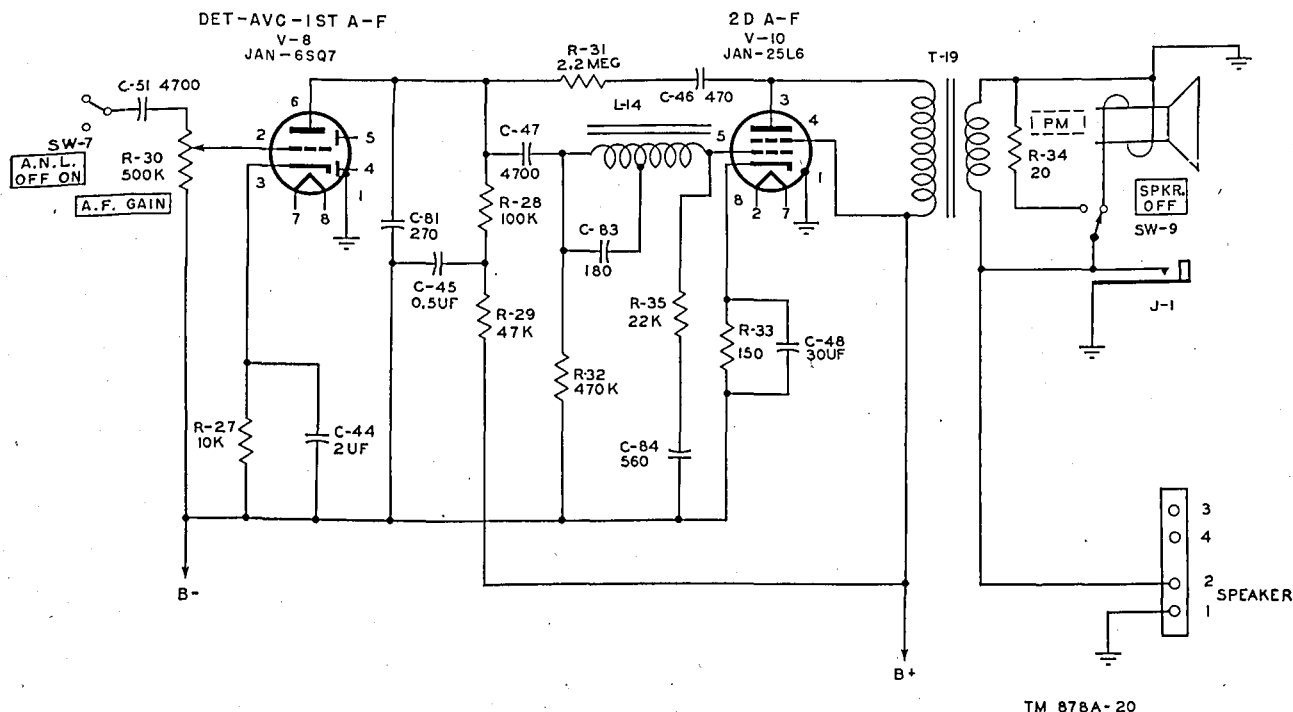 DET-AVC-1ST A-F
V-8
JAN-6SQ7
2D A-F
V-10
JAN-25L6
R-31
2.2 MEG
C-46 470
T-19
C-51 4700
SW-7
A.N.L.
OFF ON
R-30
500K
A.F. GAIN
6
2
3
5
4
1
7
8
C-47
4700
L-14
5
3
4
8
2
7
1
PM
R-34
20
SPKR.
OFF
SW-9
J-1
C-81
270
R-28
100K
C-83
180
C-45
0.5UF
R-29
47K
R-35
22K
R-33
150
C-48
30UF
R-32
470K
R-27
10K
C-44
2UF
C-84
560
3
4
2
1
SPEAKER
B-
B+
TM 878A-20